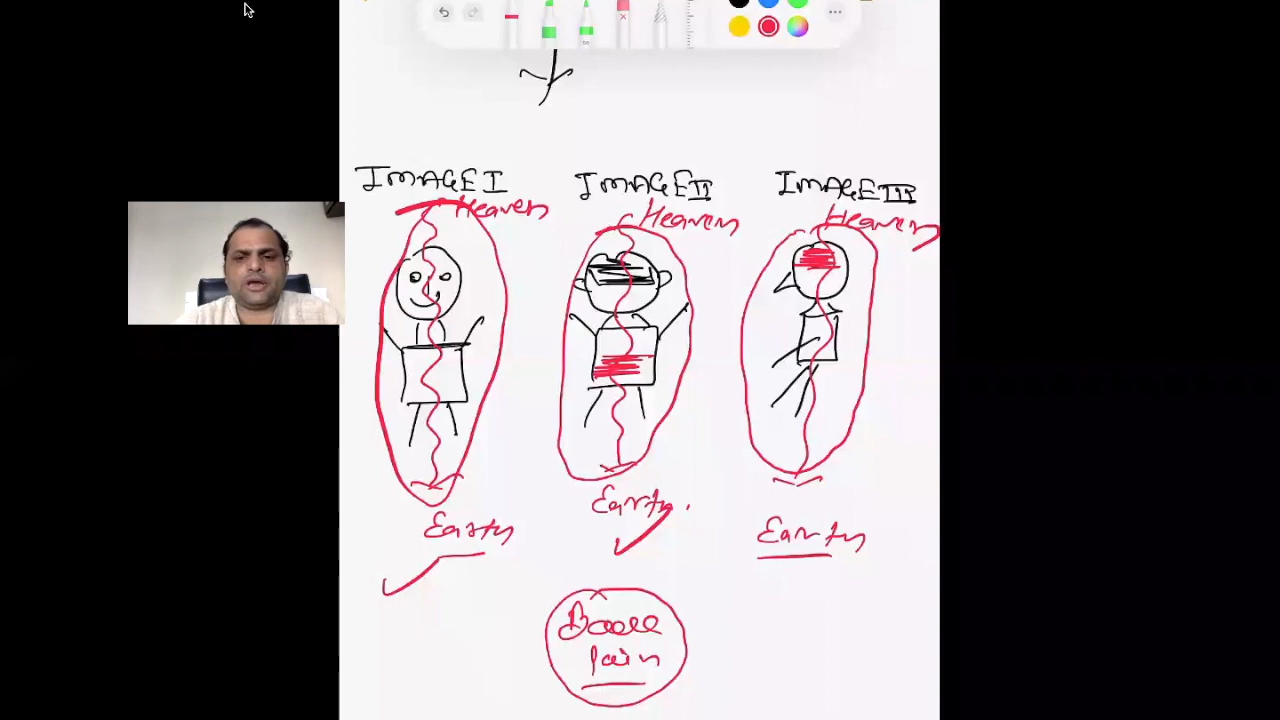 IMAGE I
IMAGE II
IMAGE III
Heaven
Heaven
Heaven
Earth
Earth.
Earth
Back
Pain